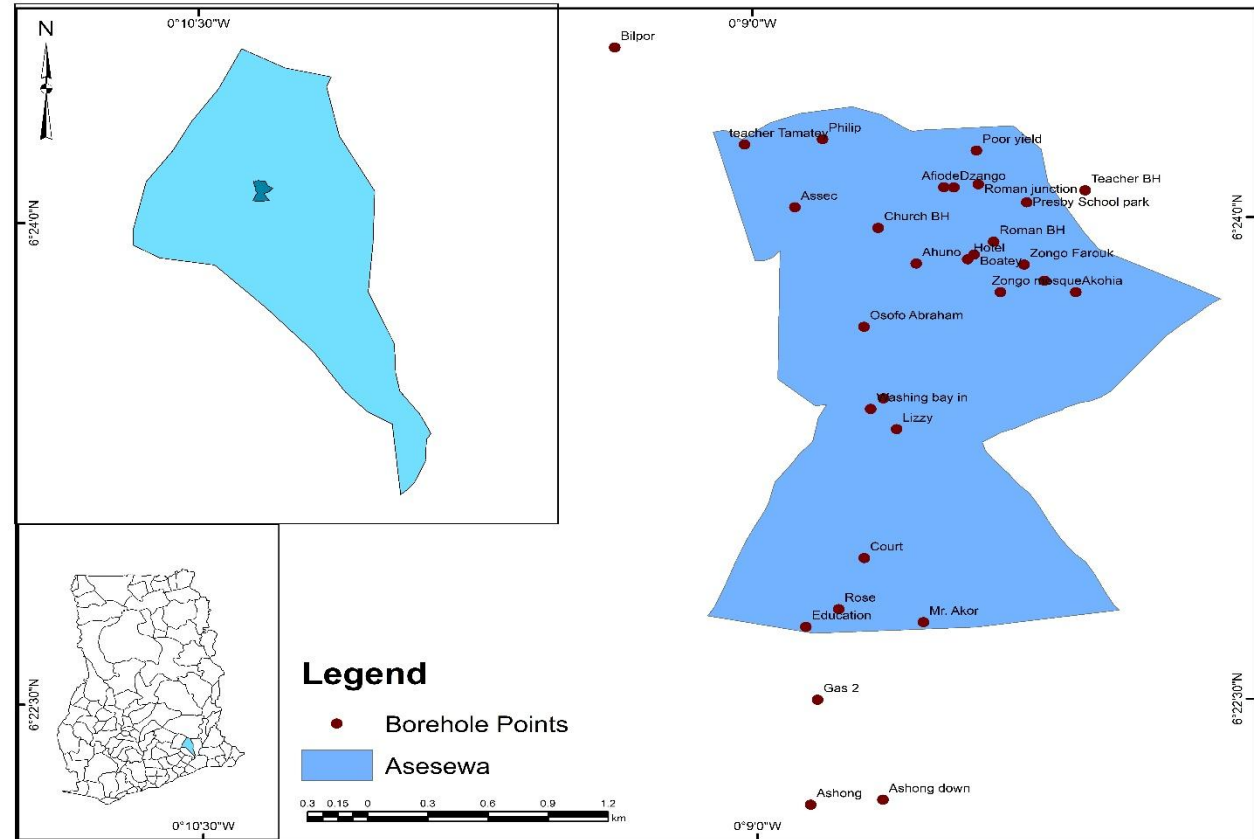 0°10'30"W
0°9'0"W
N
Bilpor
teacher Tamatey
Philip
Poor yield
AfiodeDzango
Roman junction
Teacher BH
Presby School park
Assec
6°24'0"N
6°24'0"N
Church BH
Roman BH
Ahuno
Hotel
Boatey
Zongo Farouk
Zongo mosqueAkohia
Osofo Abraham
Washing bay in
Lizzy
Court
Rose
Education
Mr. Akor
6°22'30"N
6°22'30"N
Gas 2
Ashong
Ashong down
Legend
Borehole Points
Asesewa
0.3 0.15 0 0.3 0.6 0.9 1.2
km
0°10'30"W
0°9'0"W